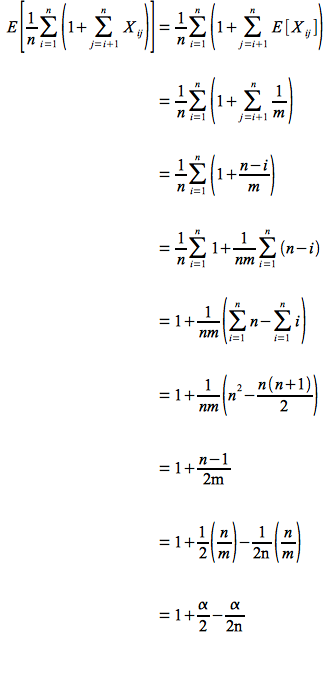 E[1/n ∑_{i=1}^{n} (1+∑_{j=i+1}^{n} X_{ij})] = 1/n ∑_{i=1}^{n} (1+∑_{j=i+1}^{n} E[X_{ij}])
= 1/n ∑_{i=1}^{n} (1+∑_{j=i+1}^{n} 1/m)
= 1/n ∑_{i=1}^{n} (1+(n−i)/m)
= 1/n ∑_{i=1}^{n} 1+1/(nm) ∑_{i=1}^{n} (n−i)
= 1+1/(nm) (∑_{i=1}^{n} n−∑_{i=1}^{n} i)
= 1+1/(nm) (n²−n(n+1)/2)
= 1+(n−1)/(2m)
= 1+1/2 (n/m)−1/(2n) (n/m)
= 1+α/2−α/(2n)